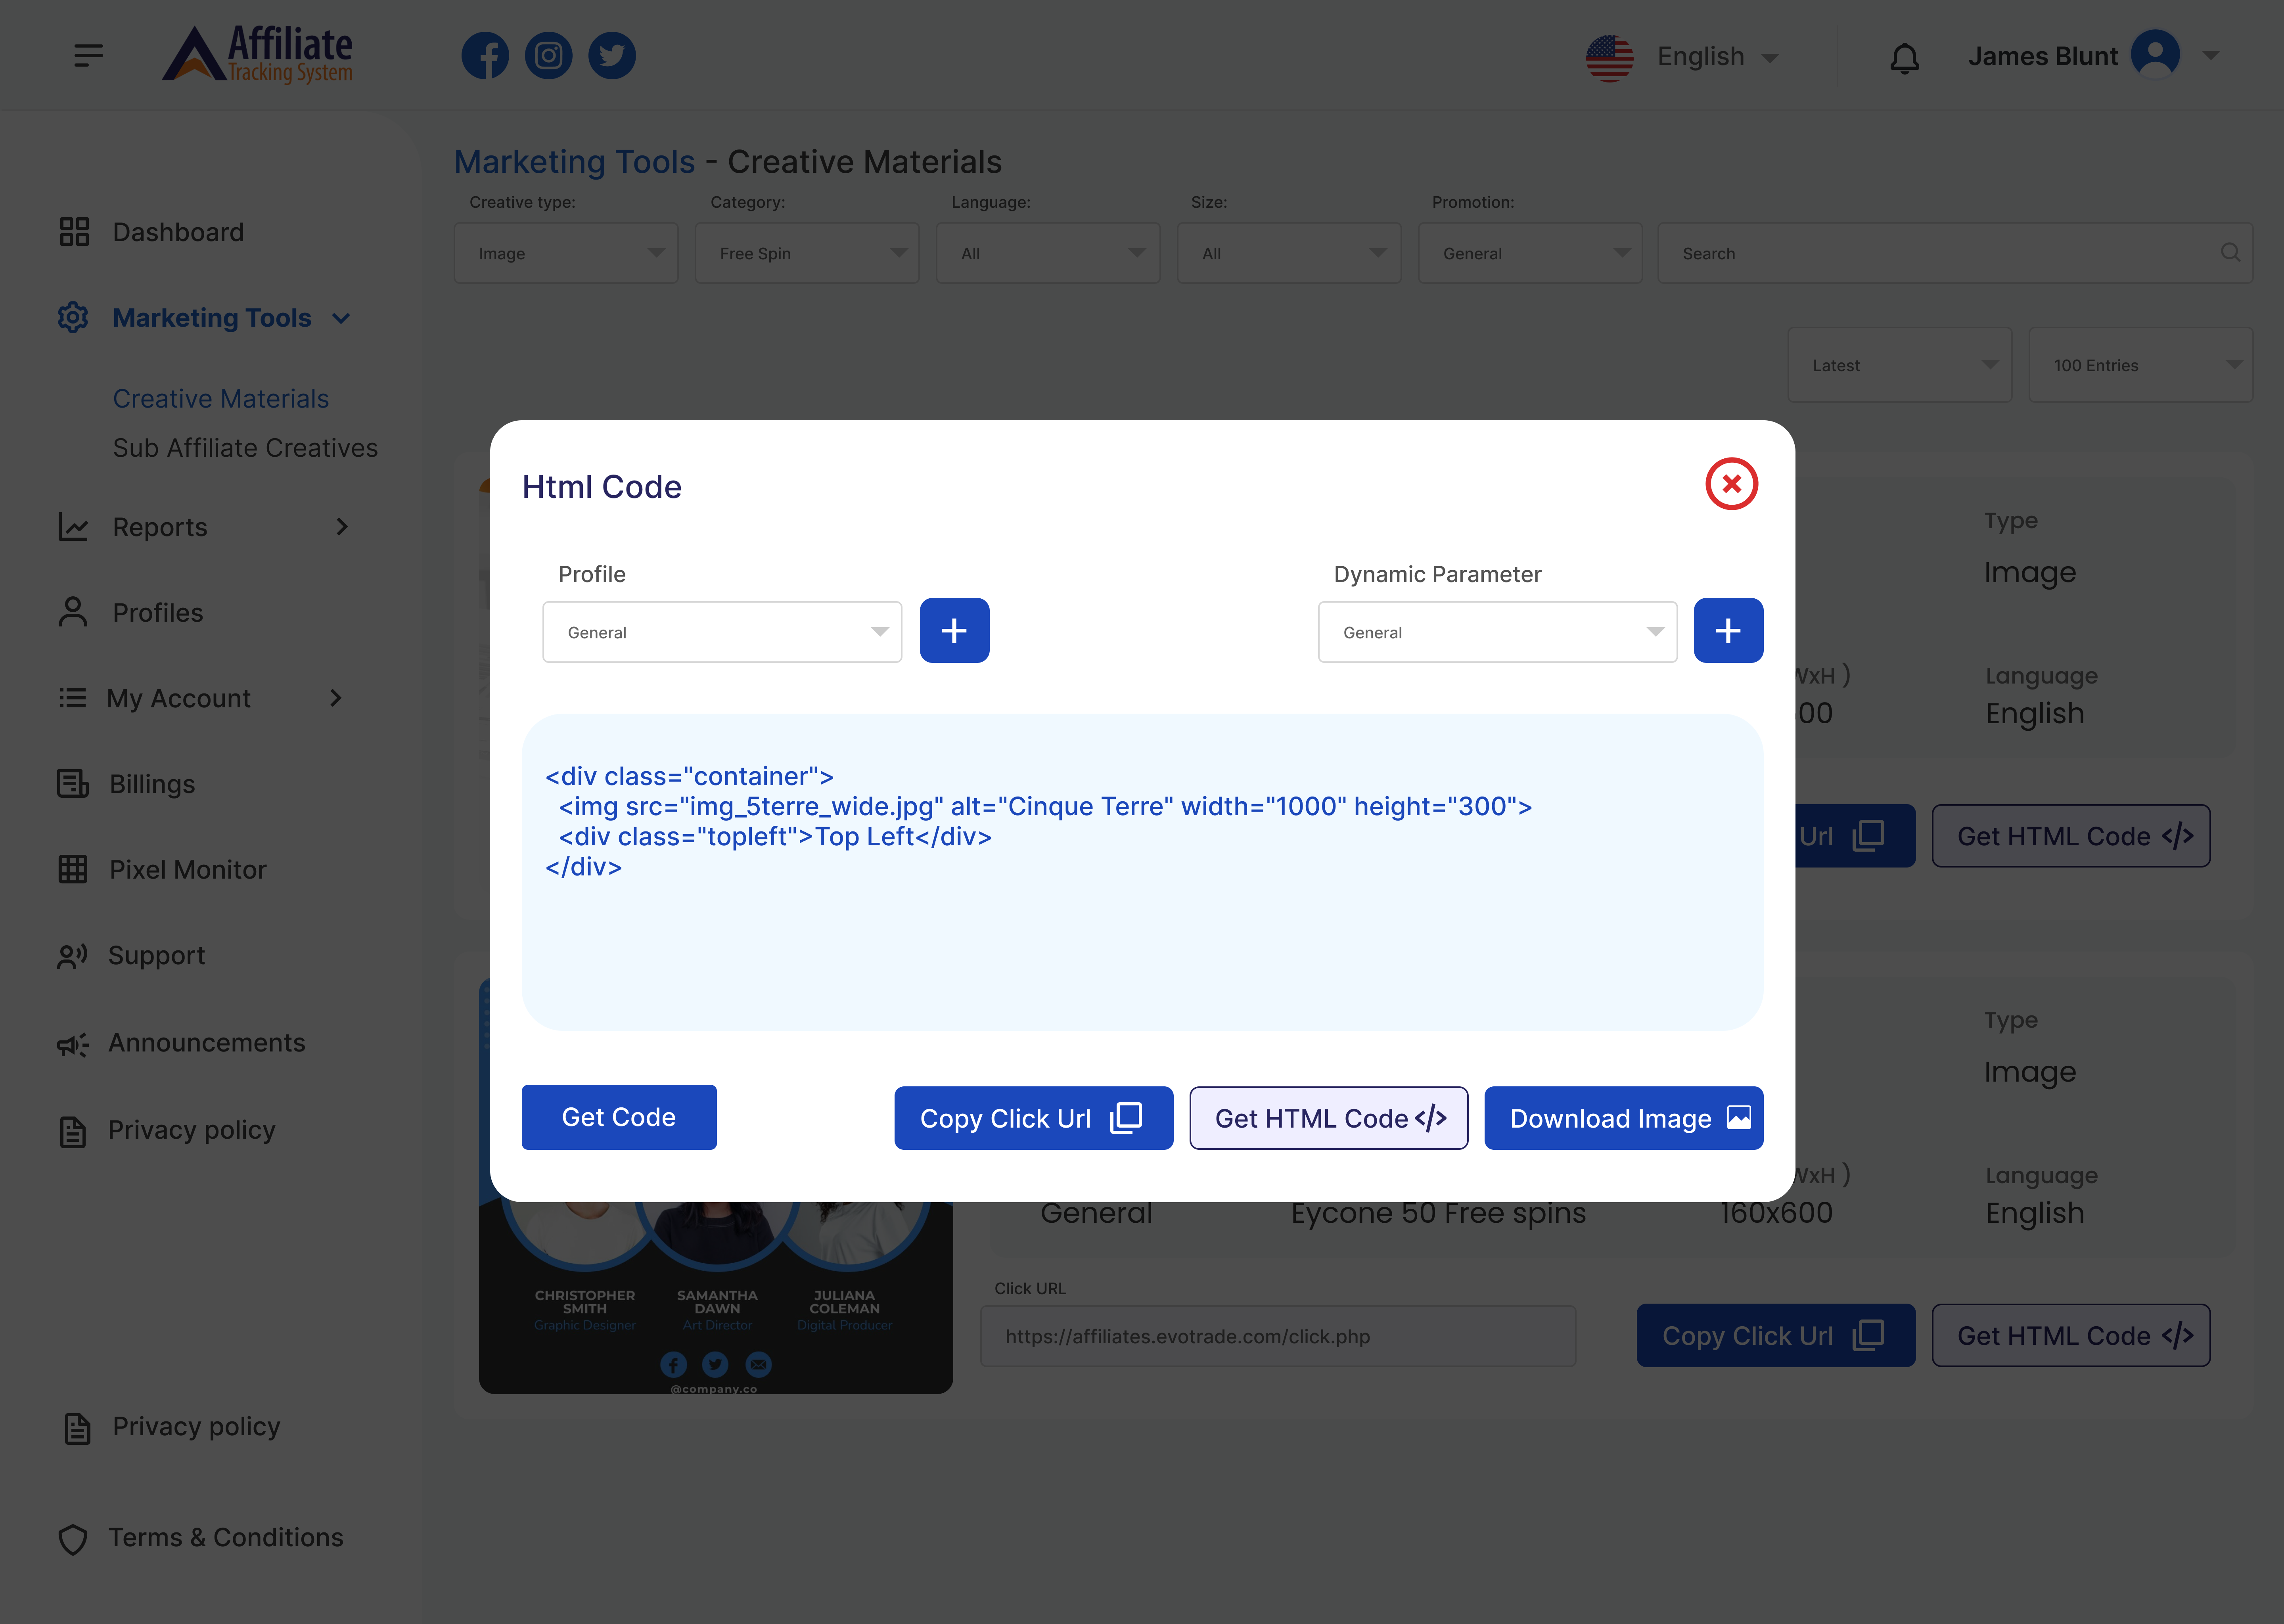 Affiliate
Tracking System
English
James Blunt
Marketing Tools - Creative Materials
Creative type:
Category:
Language:
Size:
Promotion:
Image
Free Spin
All
All
General
Search
Latest
100 Entries
Dashboard
Marketing Tools
Creative Materials
Sub Affiliate Creatives
Reports
Profiles
My Account
Billings
Pixel Monitor
Support
Announcements
Privacy policy
Privacy policy
Terms & Conditions
Html Code
Profile
Dynamic Parameter
General
General
<div class="container">
<img src="img_5terre_wide.jpg" alt="Cinque Terre" width="1000" height="300">
<div class="topleft">Top Left</div>
</div>
Get Code
Copy Click Url
Get HTML Code
Download Image
Type
Image
WxH )
Language
00
English
Url
Get HTML Code
Type
Image
WxH )
Language
General
Eycone 50 Free spins
160x600
English
CHRISTOPHER
SMITH
Graphic Designer
SAMANTHA
DAWN
Art Director
JULIANA
COLEMAN
Digital Producer
@company.co
Click URL
https://affiliates.evotrade.com/click.php
Copy Click Url
Get HTML Code